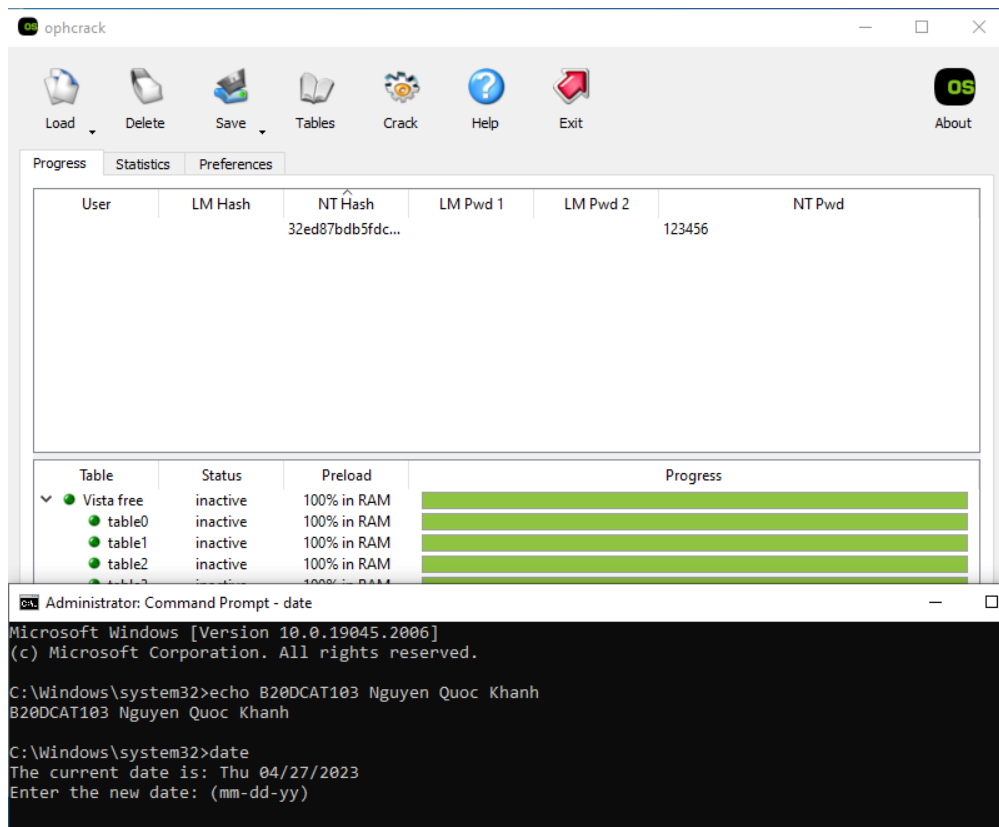 OS ophcrack
Load Delete Save Tables Crack Help Exit OS About
Progress Statistics Preferences
User LM Hash NT Hash LM Pwd 1 LM Pwd 2 NT Pwd
32ed87bdb5fdc... 123456
Table Status Preload Progress
Vista free inactive 100% in RAM
table0 inactive 100% in RAM
table1 inactive 100% in RAM
table2 inactive 100% in RAM
Administrator: Command Prompt - date
Microsoft Windows [Version 10.0.19045.2006]
(c) Microsoft Corporation. All rights reserved.
C:\Windows\system32>echo B20DCAT103 Nguyen Quoc Khanh
B20DCAT103 Nguyen Quoc Khanh
C:\Windows\system32>date
The current date is: Thu 04/27/2023
Enter the new date: (mm-dd-yy)